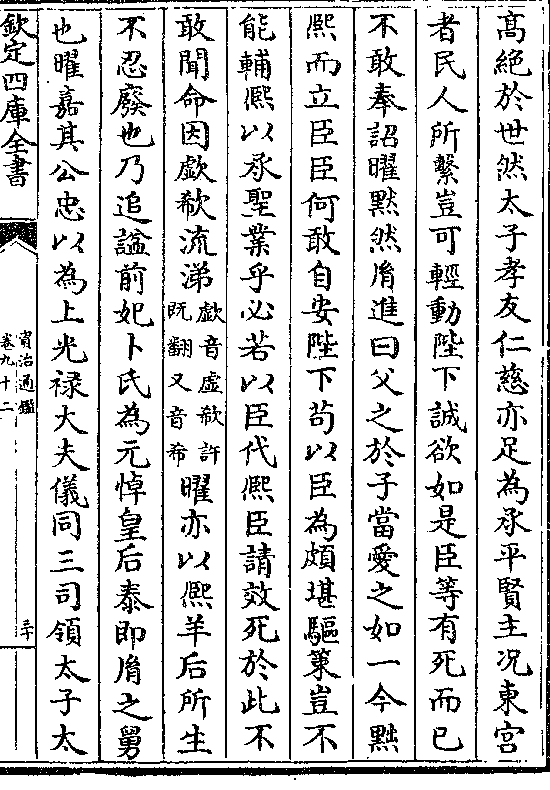 髙絶於世然太子孝友仁慈亦足為承平賢主况東宫
者民人所繫豈可輕動陛下誠欲如是臣等有死而已
不敢奉詔曜黙然胤進曰父之於子當愛之如一今黜
熙而立臣臣何敢自安陛下苟以臣為頗堪驅策豈不
能輔熙以承聖業乎必若以臣代熙臣請效死於此不
敢聞命因歔欷流涕歔音虚欷許既翻又音希曜亦以熙羊后所生
不忍廢也乃追諡前妃卜氏為元悼皇后泰即胤之舅
也曜嘉其公忠以為上光禄大夫儀同三司領太子太
欽定四庫全書
資治通鑑
卷九十二
三十